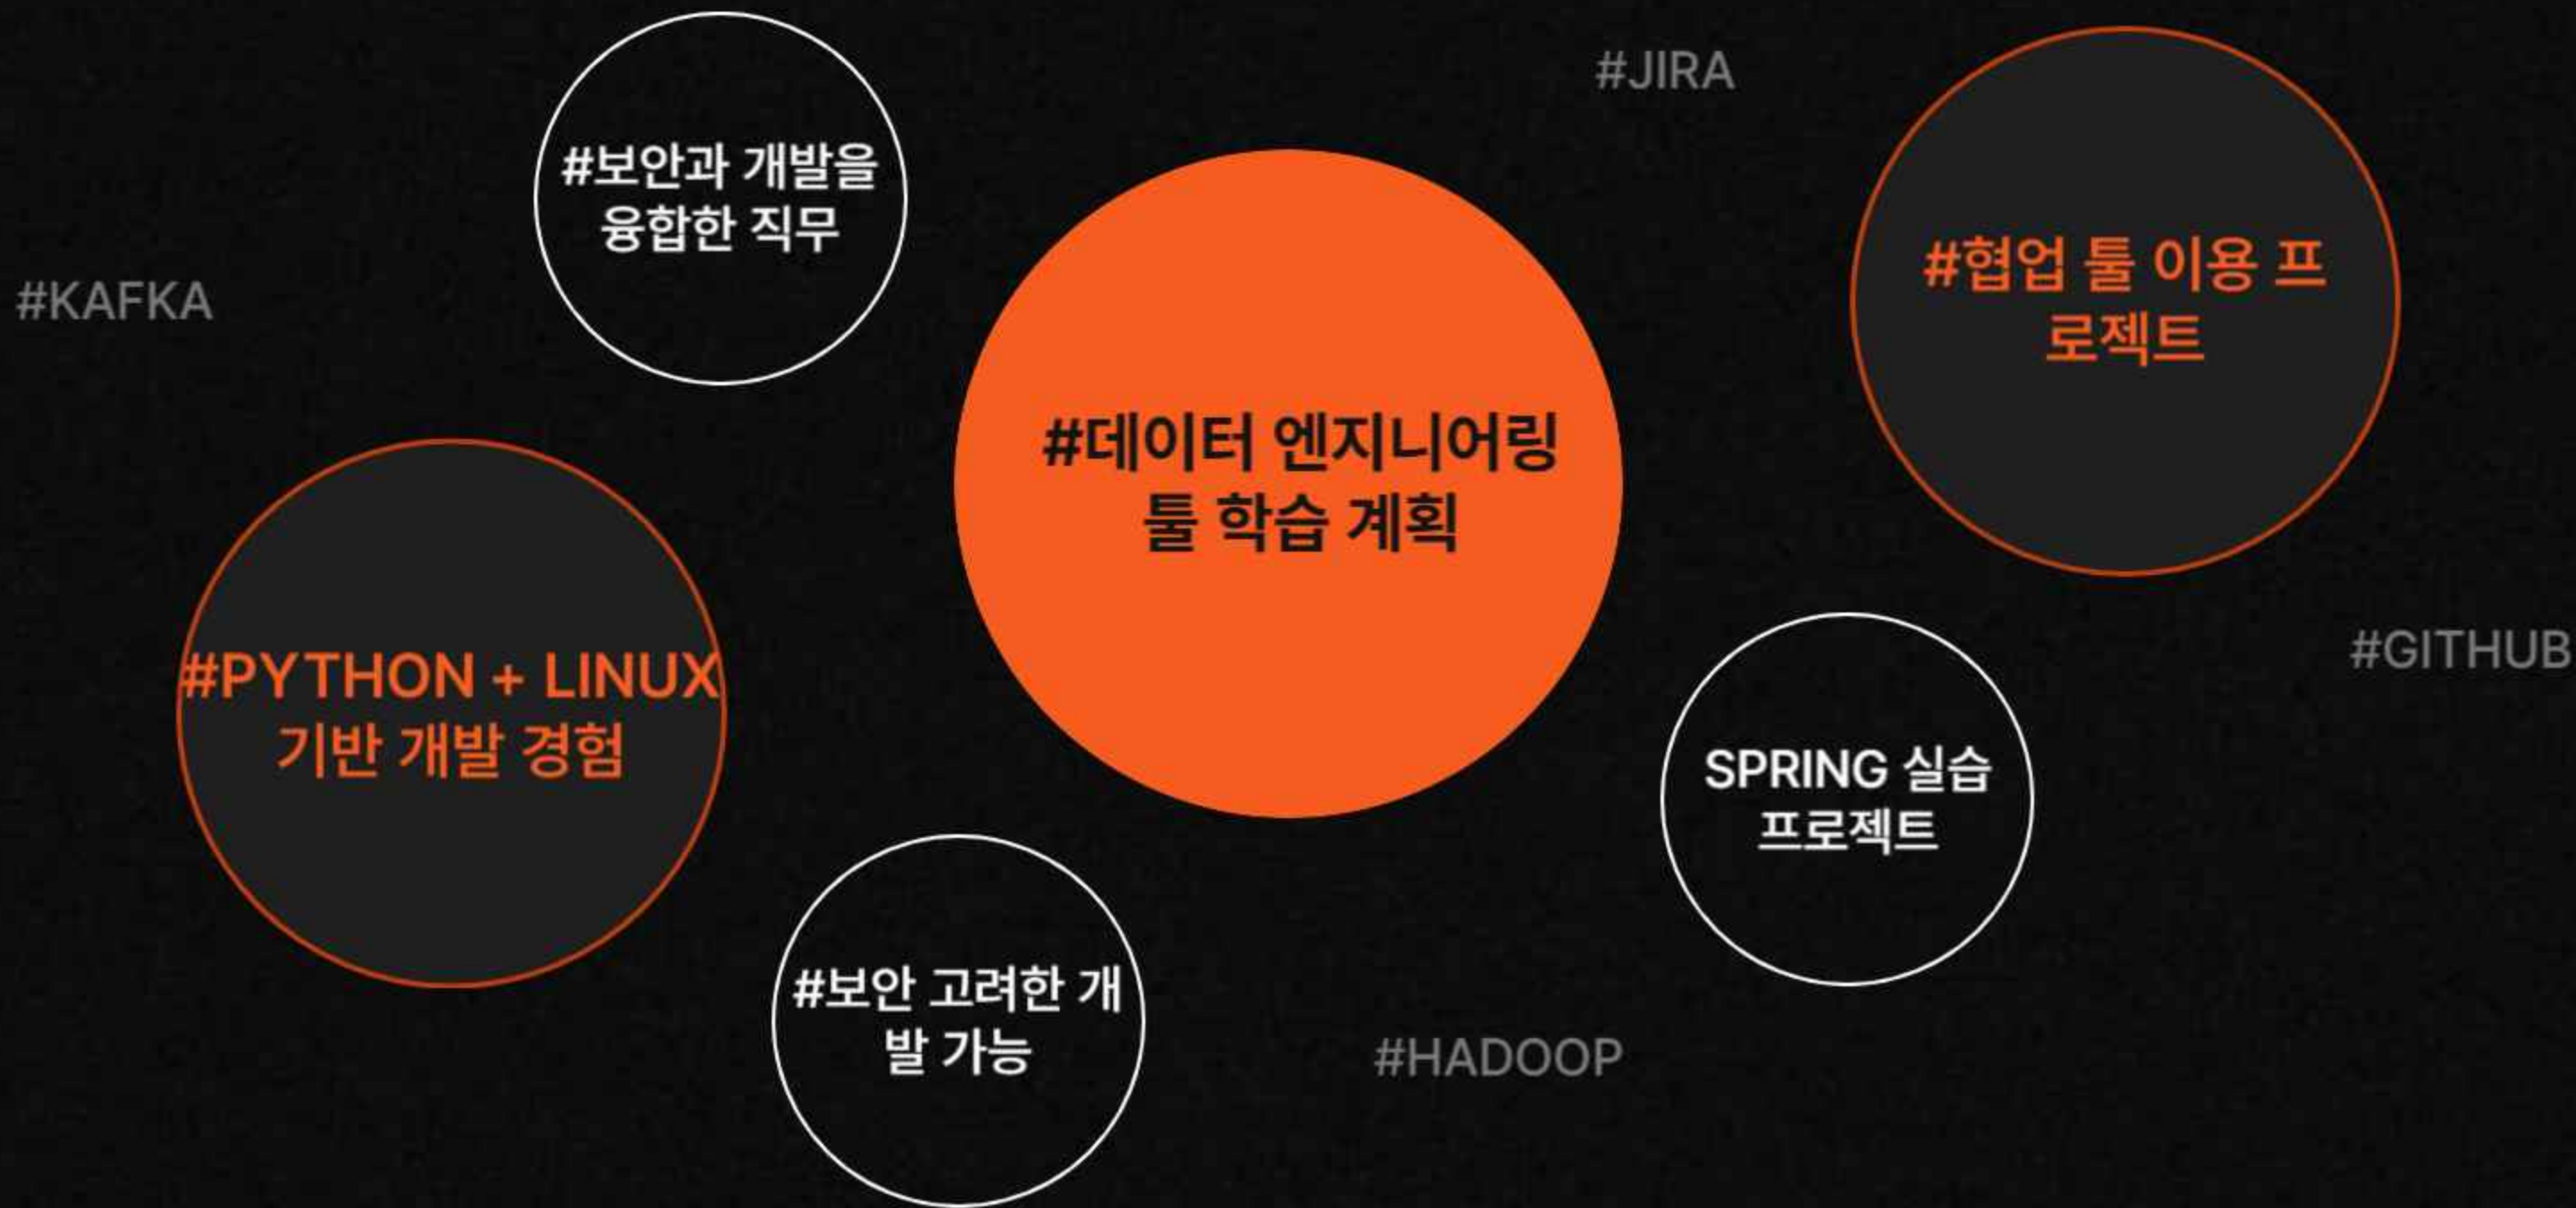 #JIRA
#보안과 개발을
융합한 직무
#협업 툴 이용 프
로젝트
#KAFKA
#데이터 엔지니어링
툴 학습 계획
#PYTHON + LINUX
기반 개발 경험
#GITHUB
SPRING 실습
프로젝트
#보안 고려한 개
발 가능
#HADOOP